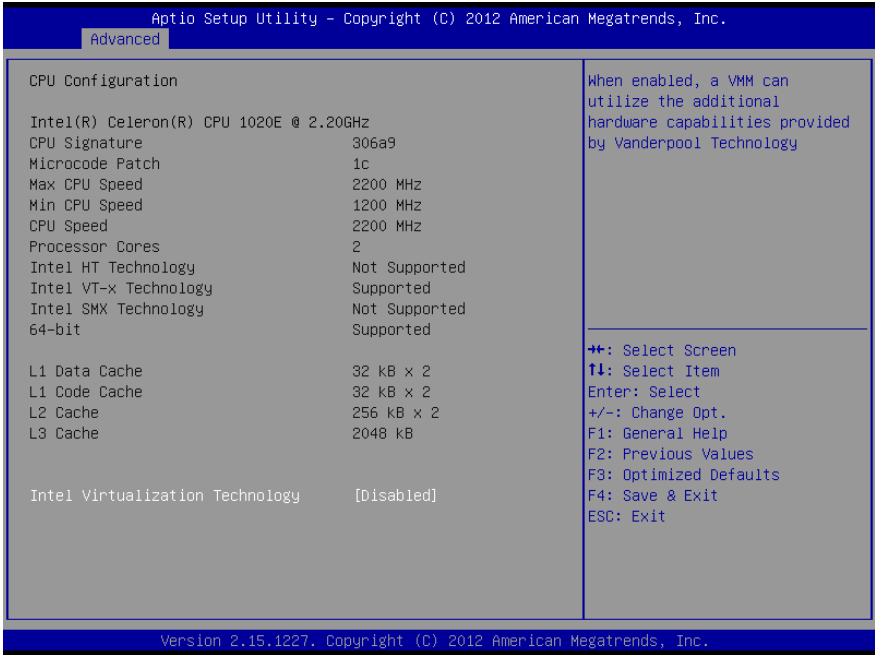 Aptio Setup Utility – Copyright (C) 2012 American Megatrends, Inc.
Advanced
CPU Configuration
Intel(R) Celeron(R) CPU 1020E @ 2.20GHz
CPU Signature 306a9
Microcode Patch 1c
Max CPU Speed 2200 MHz
Min CPU Speed 1200 MHz
CPU Speed 2200 MHz
Processor Cores 2
Intel HT Technology Not Supported
Intel VT-x Technology Supported
Intel SMX Technology Not Supported
64-bit Supported
L1 Data Cache 32 kB x 2
L1 Code Cache 32 kB x 2
L2 Cache 256 kB x 2
L3 Cache 2048 kB
Intel Virtualization Technology [Disabled]
When enabled, a VMM can
utilize the additional
hardware capabilities provided
by Vanderpool Technology
→←: Select Screen
↑↓: Select Item
Enter: Select
+/-: Change Opt.
F1: General Help
F2: Previous Values
F3: Optimized Defaults
F4: Save & Exit
ESC: Exit
Version 2.15.1227. Copyright (C) 2012 American Megatrends, Inc.